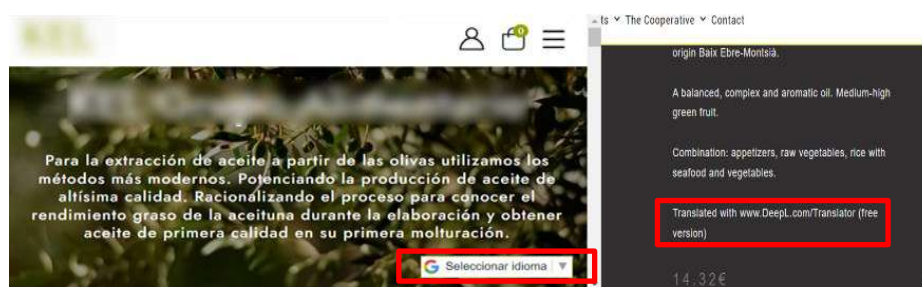 0
Para la extracción de aceite a partir de las olivas utilizamos los
métodos más modernos. Potenciando la producción de aceite de
altísima calidad. Racionalizando el proceso para conocer el
rendimiento graso de la aceituna durante la elaboración y obtener
aceite de primera calidad en su primera molturación.
G Seleccionar idioma ▼
ts The Cooperative Contact
origin Baix Ebre-Montsià.
A balanced, complex and aromatic oil. Medium-high
green fruit.
Combination: appetizers, raw vegetables, rice with
seafood and vegetables.
Translated with www.DeepL.com/Translator (free
version)
14.32€